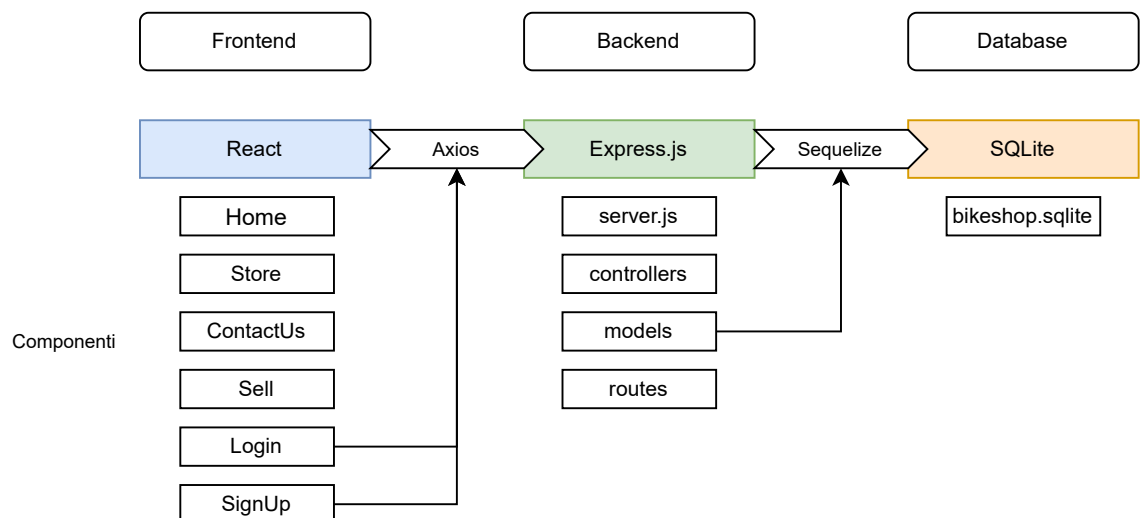 Frontend
Backend
Database
React
Axios
Express.js
Sequelize
SQLite
Home
server.js
bikeshop.sqlite
Store
controllers
Componenti
ContactUs
models
Sell
routes
Login
SignUp